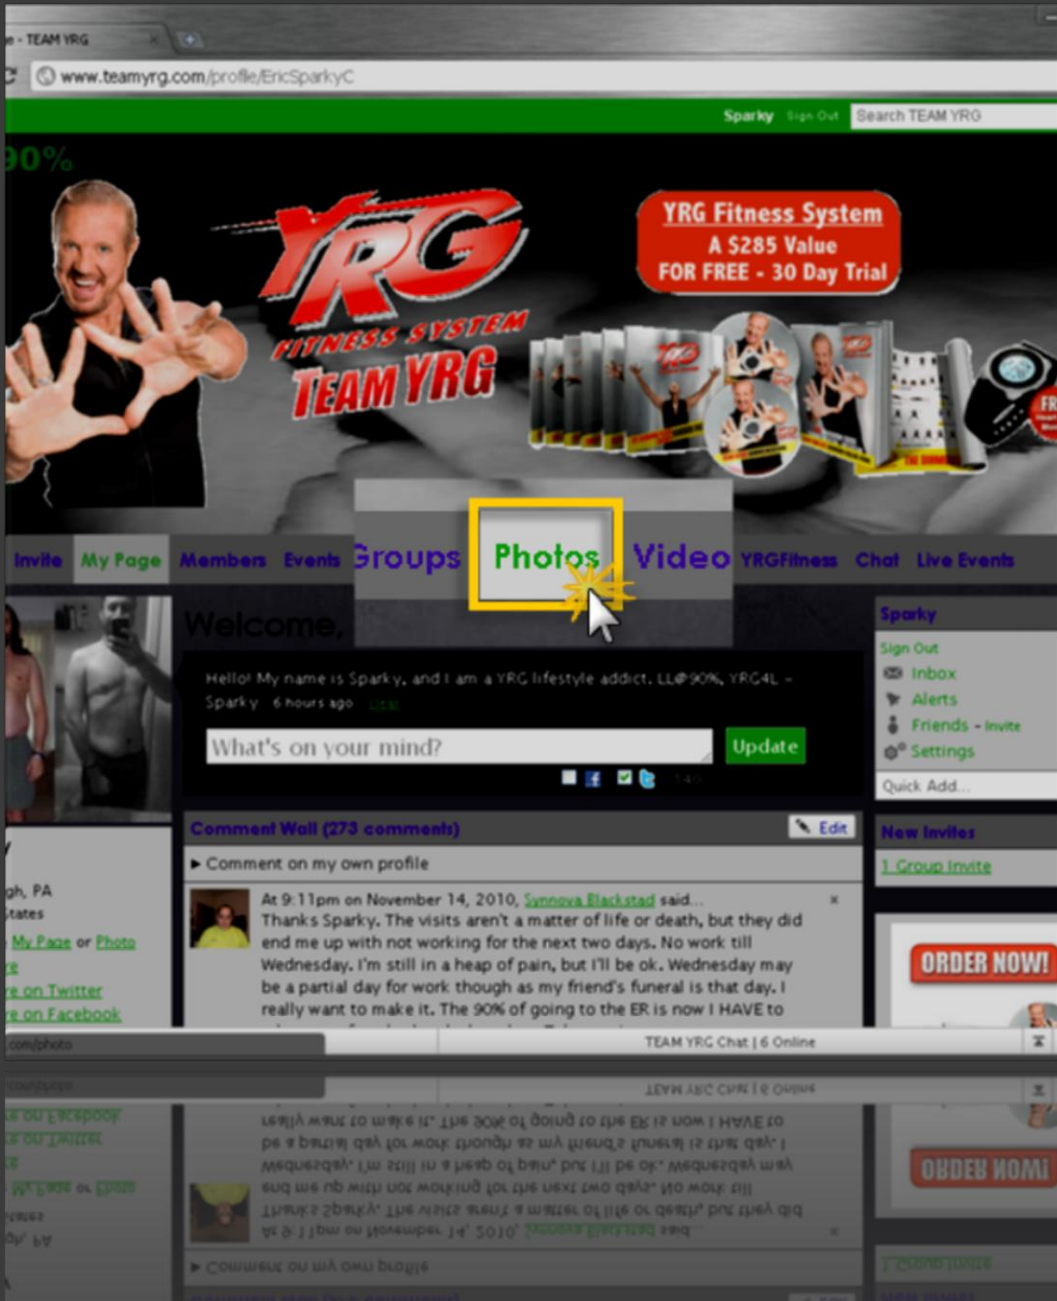 - TEAM YRG
www.teamyrg.com/profile/EricSparkyC
Sparky Sign Out Search TEAM YRG
90%
YRG
FITNESS SYSTEM
TEAM YRG
YRG Fitness System
A $285 Value
FOR FREE - 30 Day Trial
Invite My Page Members Events Groups Photos Video YRGFitness Chat Live Events
Welcome,
Hello! My name is Sparky, and I am a YRG lifestyle addict. LL@90%, YRG4L -
Sparky 6 hours ago clear
What's on your mind?
Update
140
Sparky
Sign Out
Inbox
Alerts
Friends - Invite
Settings
Quick Add...
New Invites
1 Group Invite
ORDER NOW!
Comment Wall (273 comments)
Edit
Comment on my own profile
At 9:11pm on November 14, 2010, Synnova Blackstad said...
Thanks Sparky. The visits aren't a matter of life or death, but they did
end me up with not working for the next two days. No work till
Wednesday. I'm still in a heap of pain, but I'll be ok. Wednesday may
be a partial day for work though as my friend's funeral is that day. I
really want to make it. The 90% of going to the ER is now I HAVE to
gh, PA
States
My Page or Photo
re
re on Twitter
re on Facebook
.com/photo
TEAM YRG Chat | 6 Online